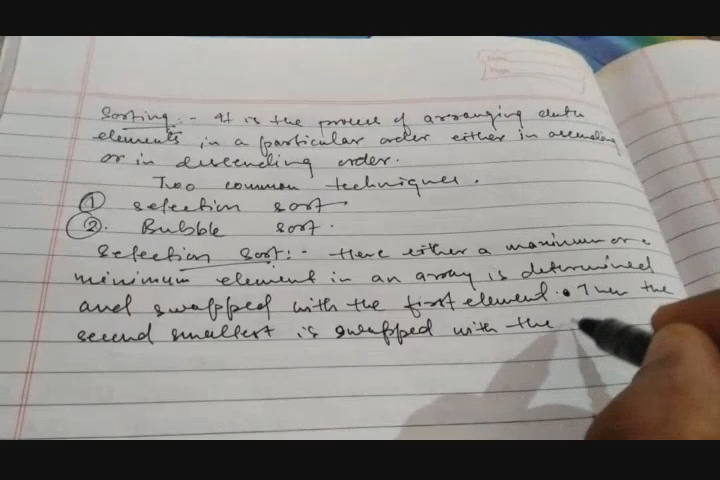 Sorting:- It is the process of arranging data
elements in a particular order either in ascending
or in descending order.
Two common techniques.
① selection sort
②. Bubble sort.
Selection sort:- Here either a maximum or a
minimum element in an array is determined
and swapped with the first element. Then the
second smallest is swapped with the